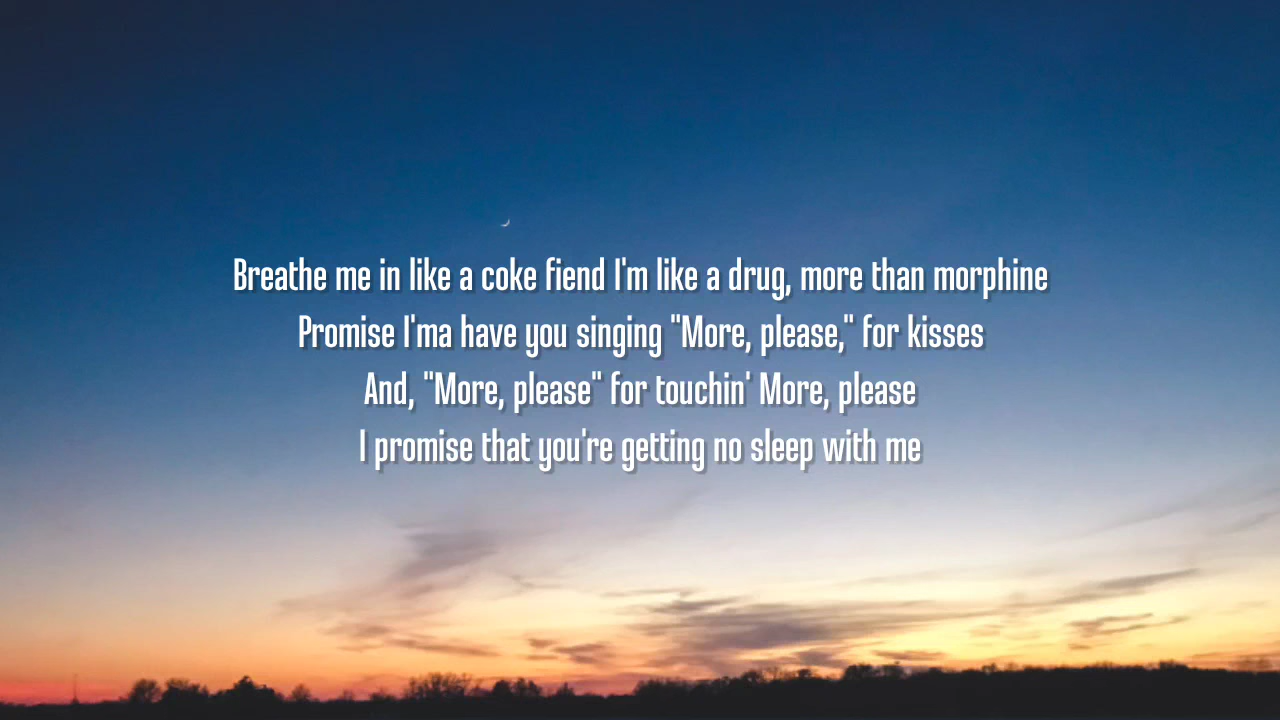 Breathe me in like a coke fiend I'm like a drug, more than morphine
Promise I'ma have you singing "More, please," for kisses
And, "More, please" for touchin' More, please
I promise that you're getting no sleep with me